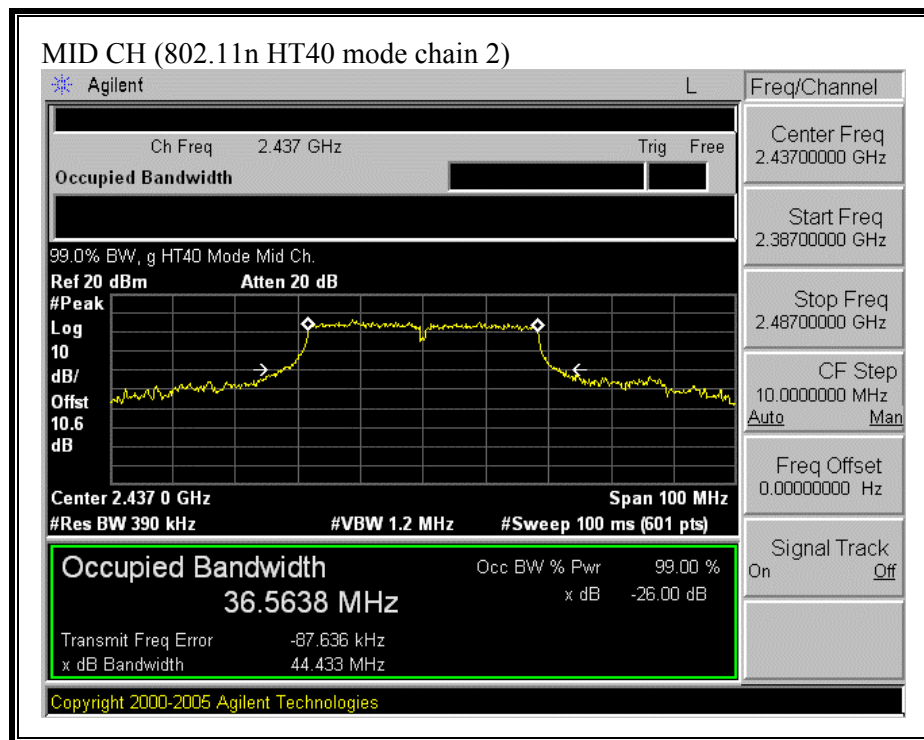 MID CH (802.11n HT40 mode chain 2)
Agilent L Freq/Channel
Ch Freq 2.437 GHz Trig Free
Occupied Bandwidth
Center Freq
2.43700000 GHz
Start Freq
2.38700000 GHz
Stop Freq
2.48700000 GHz
CF Step
10.0000000 MHz
Auto Man
Freq Offset
0.00000000 Hz
Signal Track
On Off
99.0% BW, g HT40 Mode Mid Ch.
Ref 20 dBm Atten 20 dB
#Peak
Log
10
dB/
Offst
10.6
dB
Center 2.437 0 GHz Span 100 MHz
#Res BW 390 kHz #VBW 1.2 MHz #Sweep 100 ms (601 pts)
Occupied Bandwidth Occ BW % Pwr 99.00 %
36.5638 MHz x dB -26.00 dB
Transmit Freq Error -87.636 kHz
x dB Bandwidth 44.433 MHz
Copyright 2000-2005 Agilent Technologies